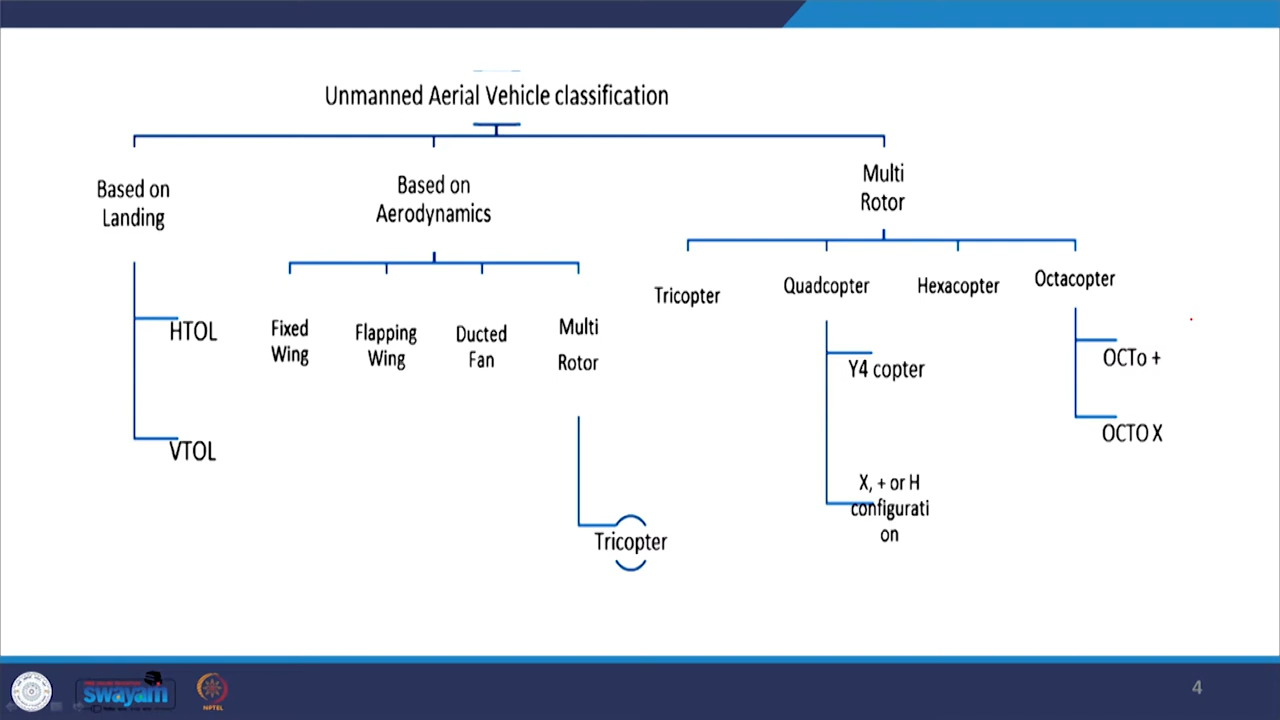 Unmanned Aerial Vehicle classification
Based on
Landing
HTOL
VTOL
Based on
Aerodynamics
Fixed
Wing
Flapping
Wing
Ducted
Fan
Multi
Rotor
Tricopter
Multi
Rotor
Tricopter
Quadcopter
Y4 copter
X, + or H
configurati
on
Hexacopter
Octacopter
OCTo +
OCTO X
swayam
NPTEL
4